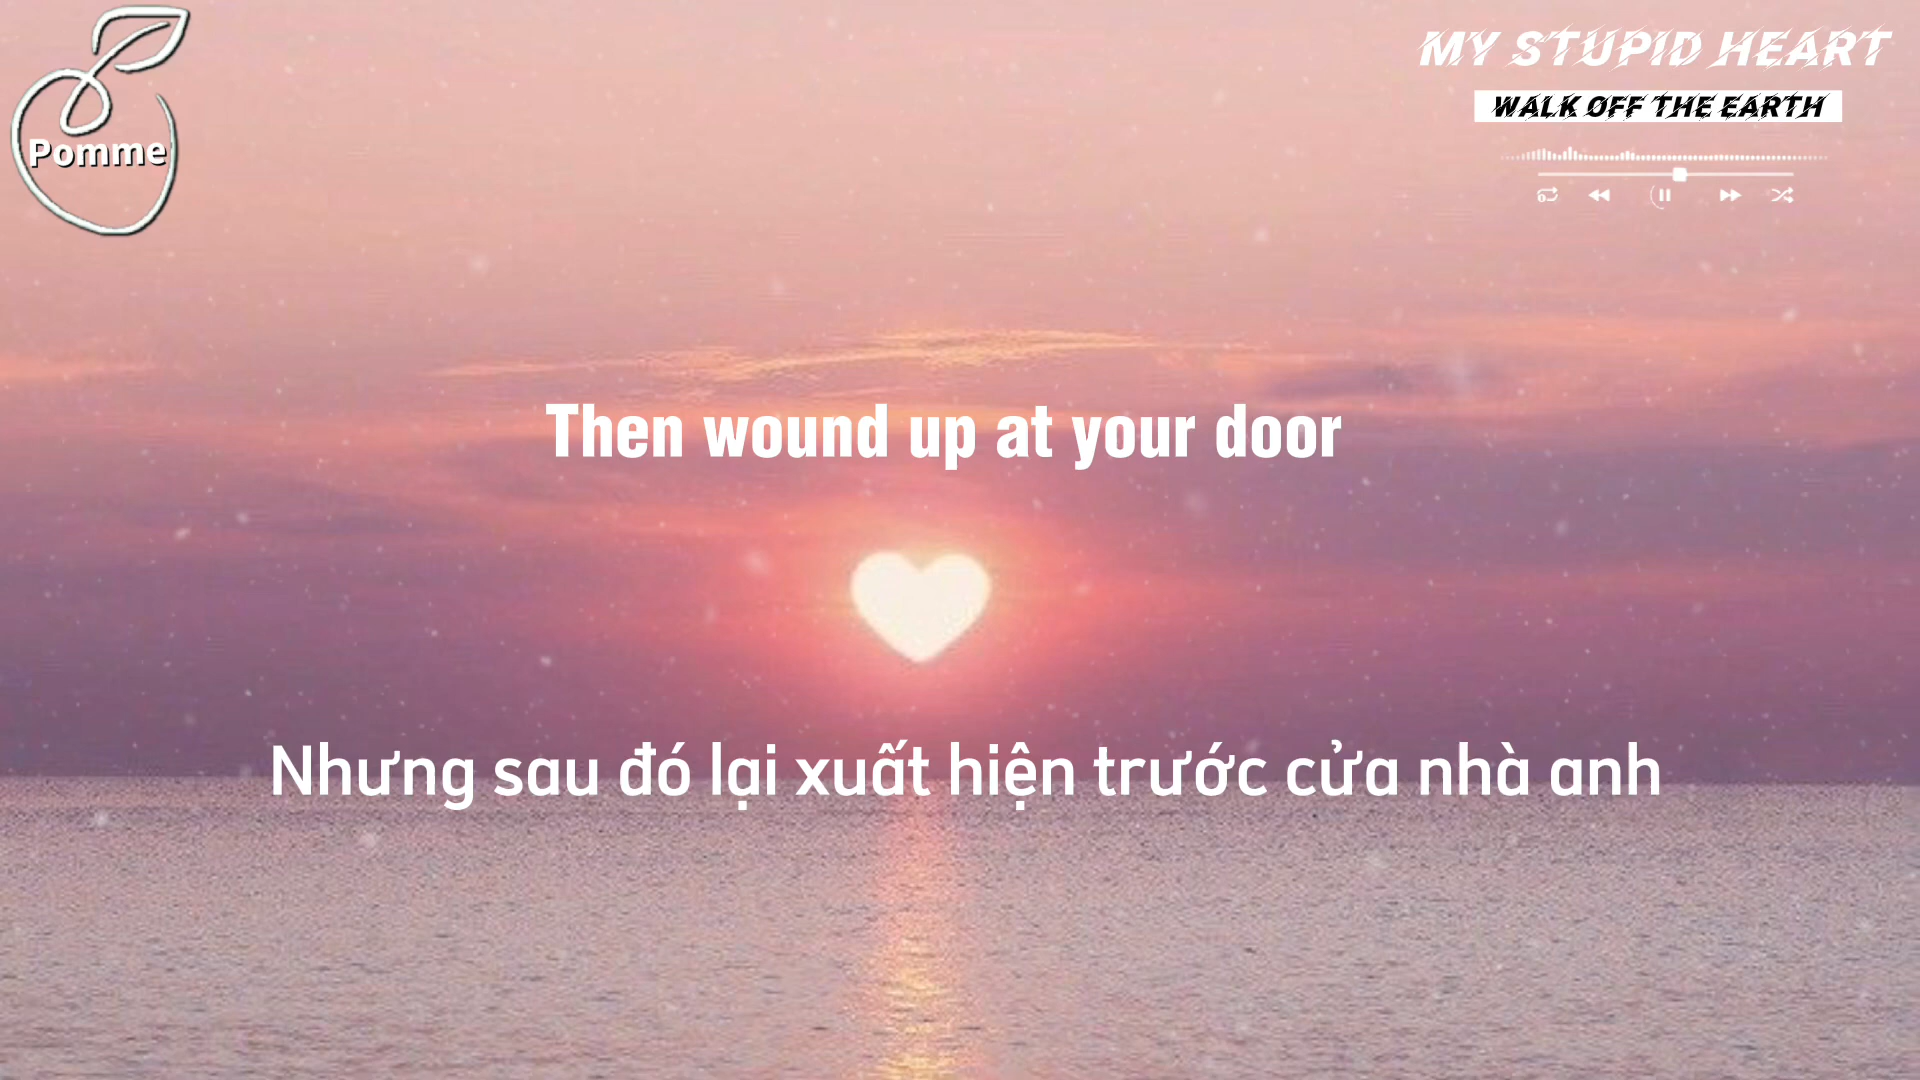 Pomme
MY STUPID HEART
WALK OFF THE EARTH
Then wound up at your door
Nhưng sau đó lại xuất hiện trước cửa nhà anh